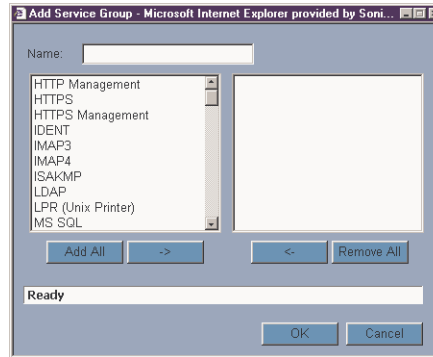 Add Service Group - Microsoft Internet Explorer provided by Soni...
Name:
HTTP Management
HTTPS
HTTPS Management
IDENT
IMAP3
IMAP4
ISAKMP
LDAP
LPR (Unix Printer)
MS SQL
Add All -> <- Remove All
Ready
OK Cancel